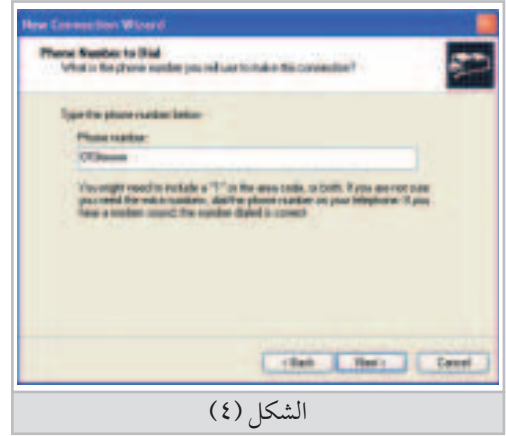 New Connection Wizard
Phone Number to Dial
What is the phone number you will use to make this connection?
Type the phone number below.
Phone number:
You might need to include a "1" or the area code, or both. If you are not sure
you need the extra numbers, dial the phone number on your telephone. If you
hear a modem sound, the number dialed is correct.
< Back
Next >
Cancel
الشكل (٤)